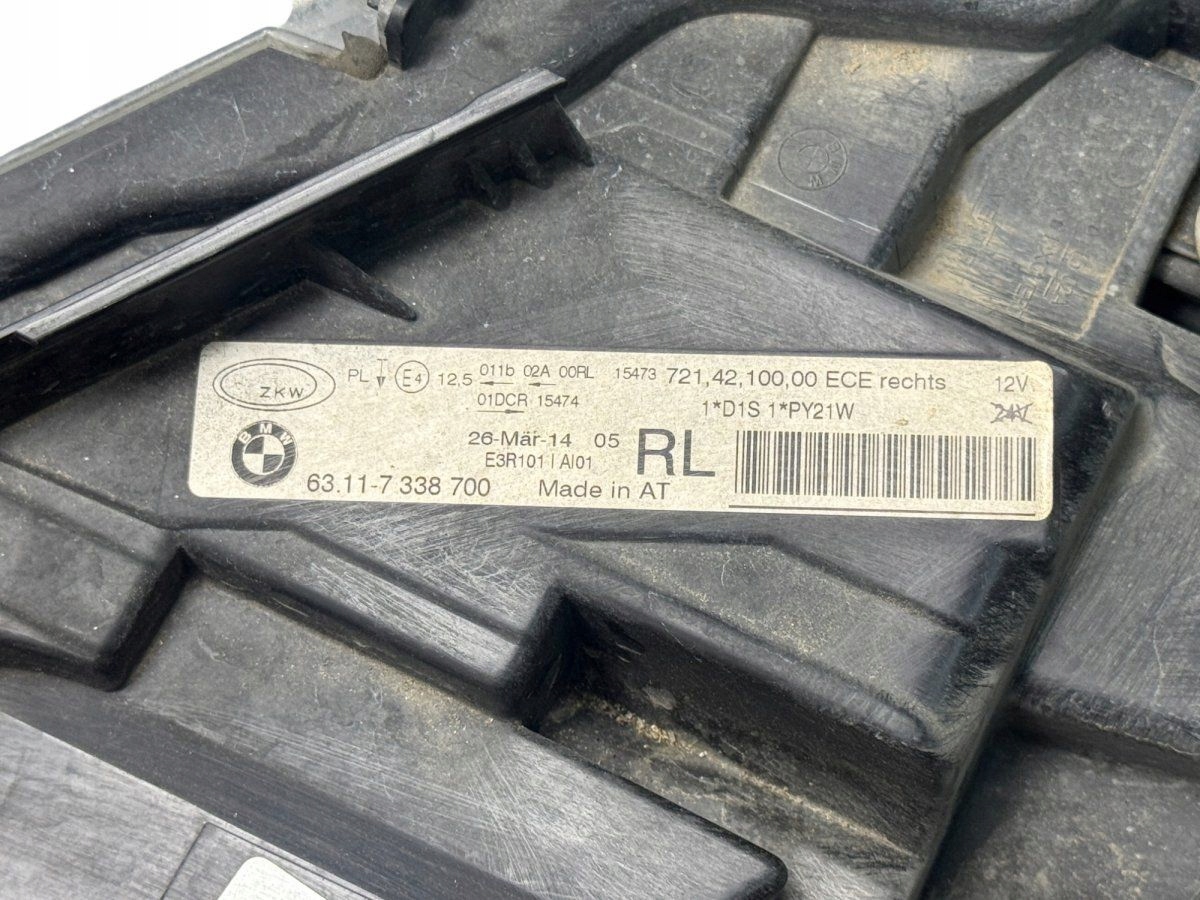 BMW
ZKW
PL E4 12,5 011b 02A 00RL 15473 721,42,100,00 ECE rechts 12V
01DCR 15474 1*D1S 1*PY21W 24V
BMW
26-Mär-14 05 RL
E3R101 I AI01
63.11-7 338 700 Made in AT